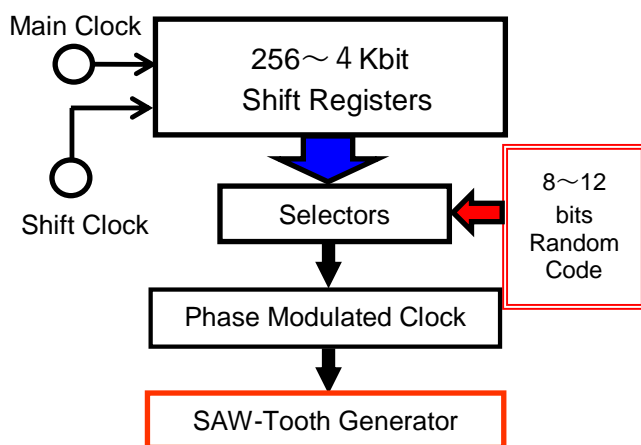 Main Clock
256～4 Kbit
Shift Registers
Shift Clock
Selectors
8～12
bits
Random
Code
Phase Modulated Clock
SAW-Tooth Generator